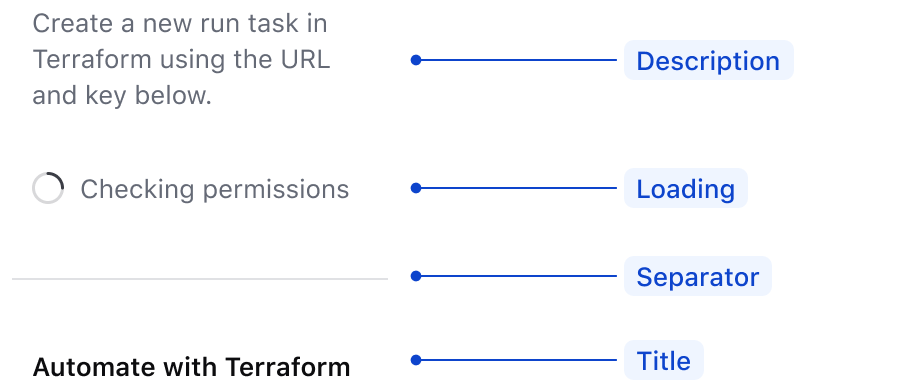 Create a new run task in
Terraform using the URL
and key below.
Description
Checking permissions
Loading
Separator
Automate with Terraform
Title